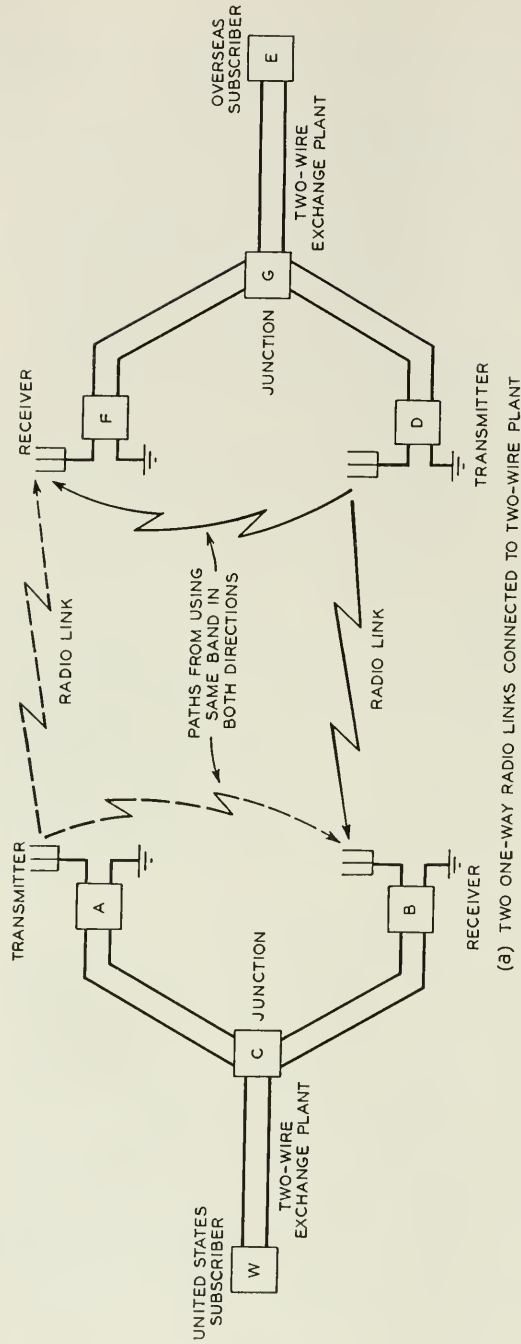 UNITED STATES
SUBSCRIBER
W
TWO-WIRE
EXCHANGE PLANT
C
JUNCTION
TRANSMITTER
A
B
RECEIVER
RADIO LINK
PATHS FROM USING
SAME BAND IN
BOTH DIRECTIONS
RADIO LINK
RECEIVER
F
D
TRANSMITTER
JUNCTION
G
TWO-WIRE
EXCHANGE PLANT
OVERSEAS
SUBSCRIBER
E
(a) TWO ONE-WAY RADIO LINKS CONNECTED TO TWO-WIRE PLANT